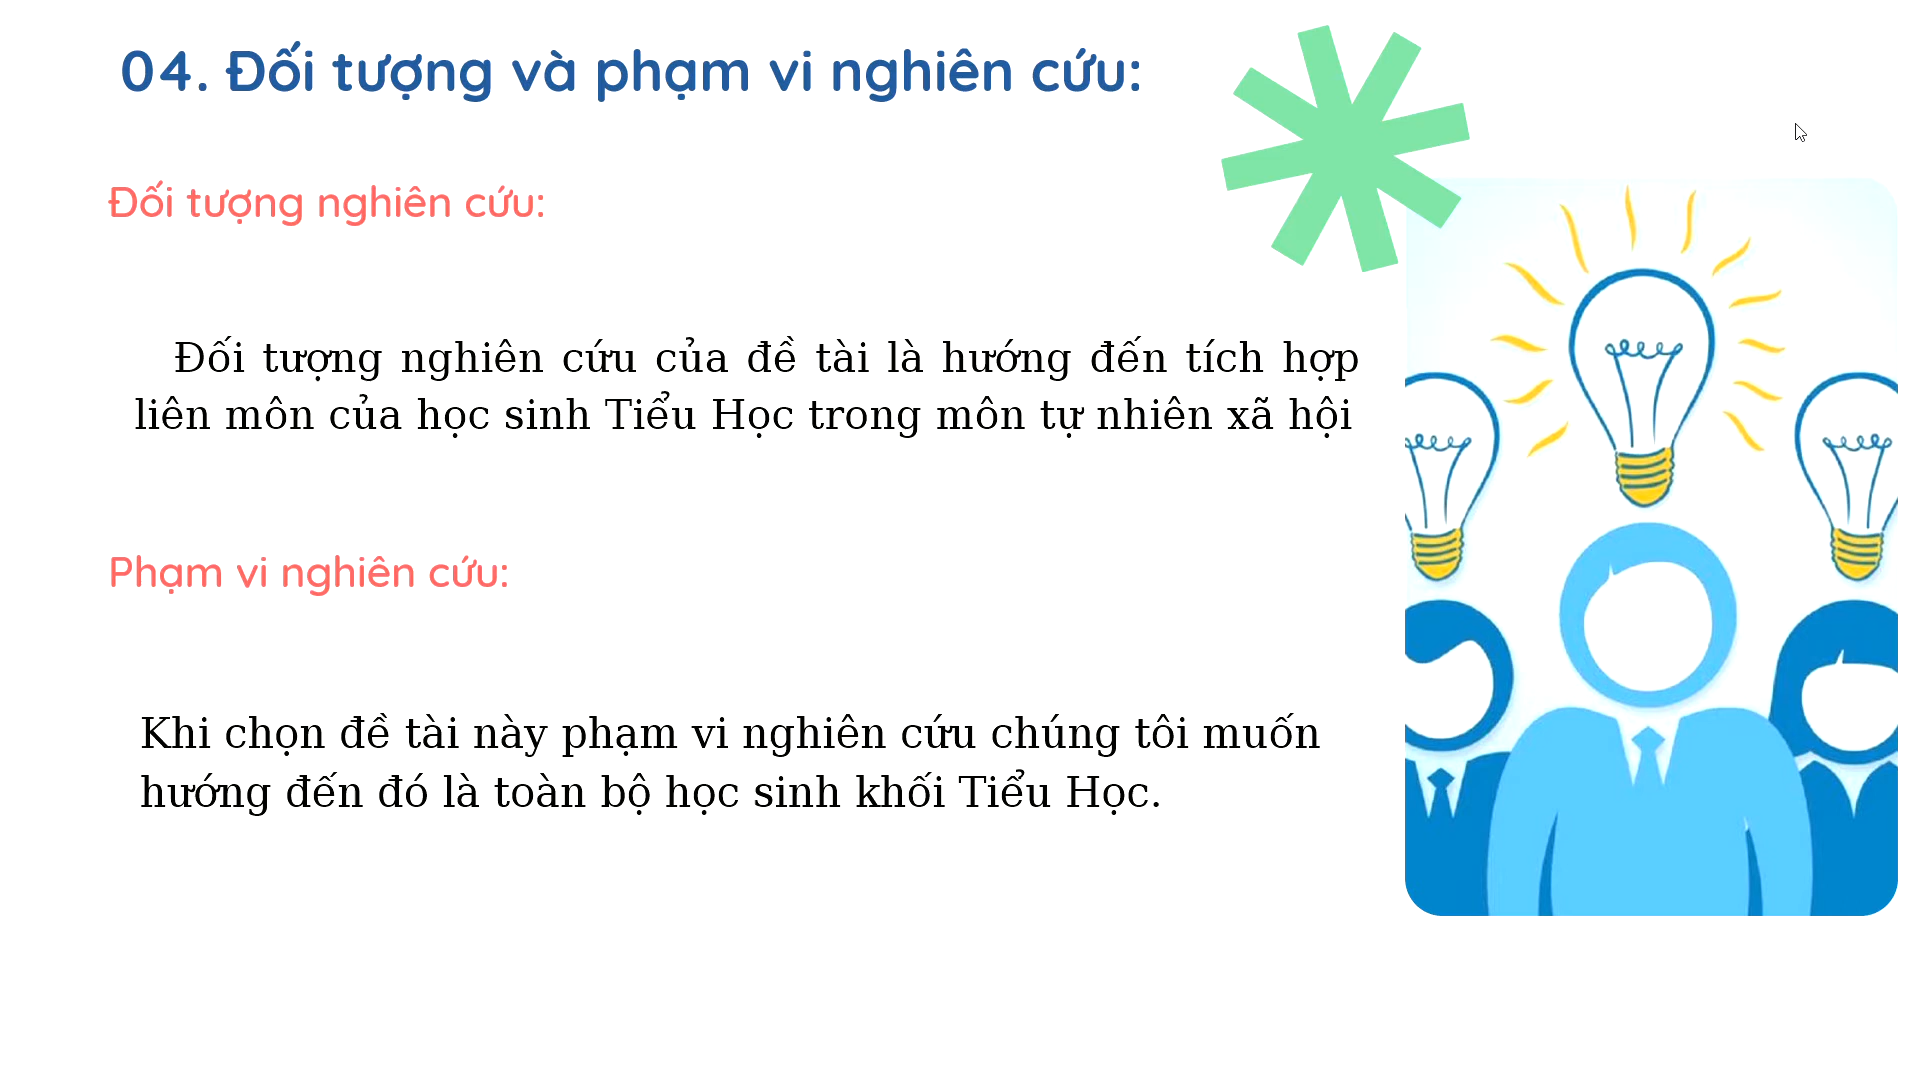 04. Đối tượng và phạm vi nghiên cứu:
Đối tượng nghiên cứu:
Đối tượng nghiên cứu của đề tài là hướng đến tích hợp
liên môn của học sinh Tiểu Học trong môn tự nhiên xã hội
Phạm vi nghiên cứu:
Khi chọn đề tài này phạm vi nghiên cứu chúng tôi muốn
hướng đến đó là toàn bộ học sinh khối Tiểu Học.